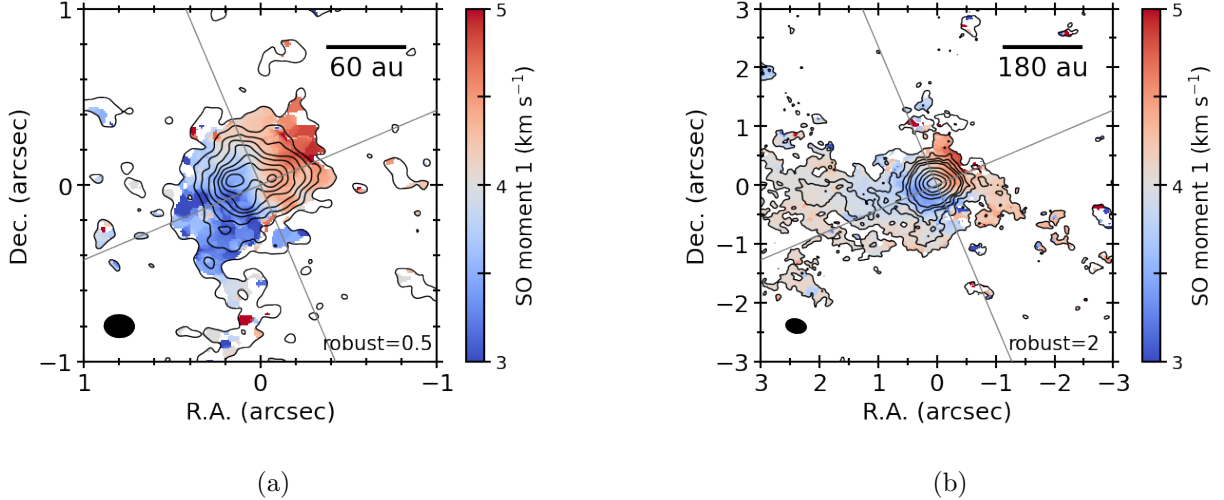 1
0
−1
1
0
−1
Dec. (arcsec)
R.A. (arcsec)
60 au
robust=0.5
5
4
3
SO moment 1 (km s⁻¹)
(a)
3
2
1
0
−1
−2
−3
3
2
1
0
−1
−2
−3
Dec. (arcsec)
R.A. (arcsec)
180 au
robust=2
5
4
3
SO moment 1 (km s⁻¹)
(b)